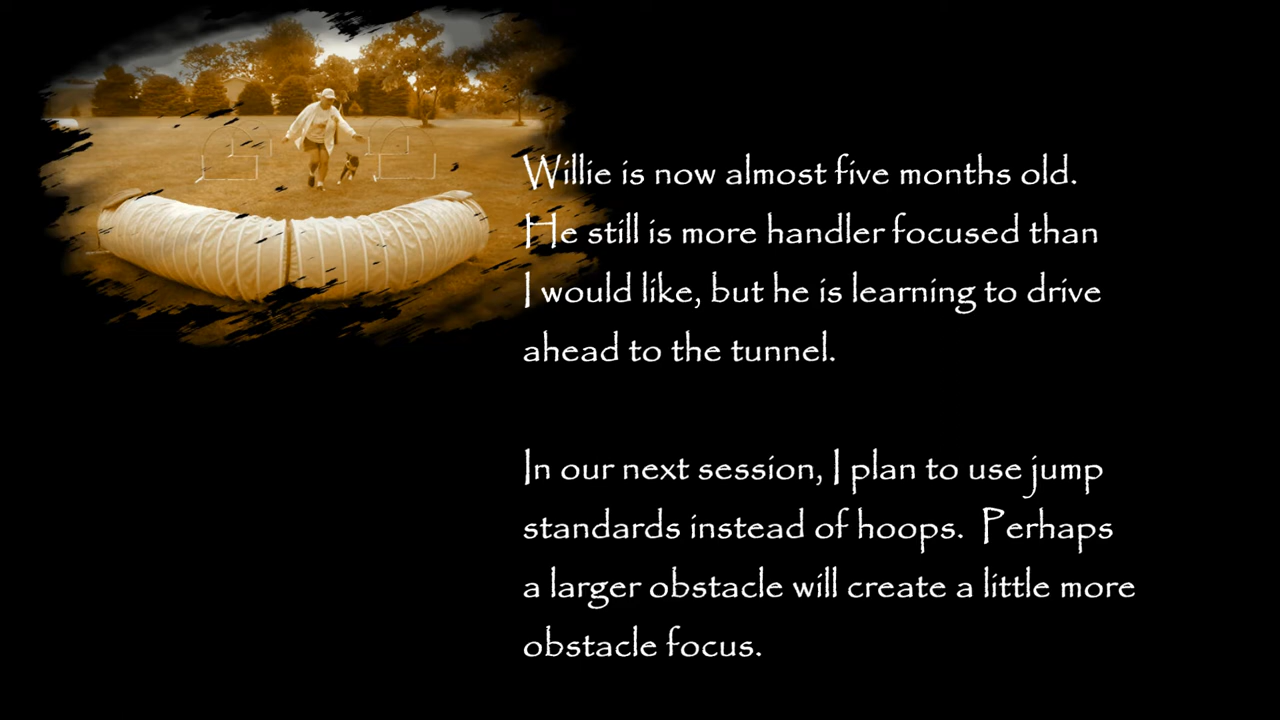 Willie is now almost five months old.
He still is more handler focused than
I would like, but he is learning to drive
ahead to the tunnel.
In our next session, I plan to use jump
standards instead of hoops.  Perhaps
a larger obstacle will create a little more
obstacle focus.